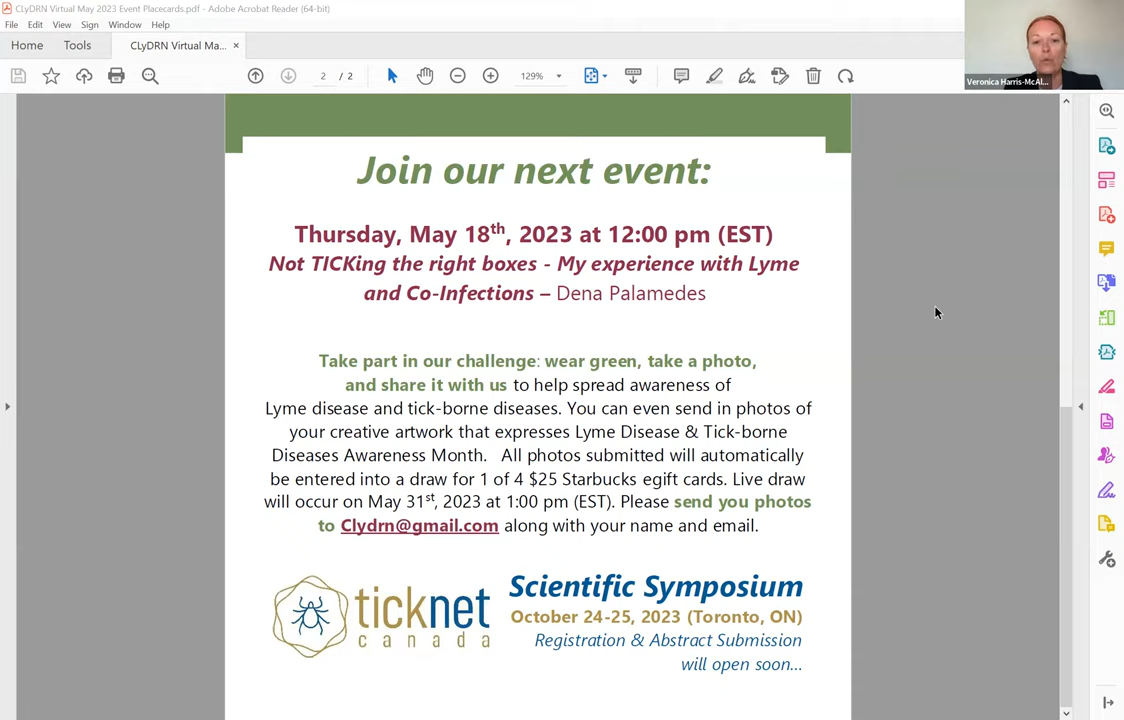 CLyDRN Virtual May 2023 Event Placecards.pdf - Adobe Acrobat Reader (64-bit)
File Edit View Sign Window Help
Home Tools CLyDRN Virtual Ma... ×
2 / 2 129%
Veronica Harris-McAl...
Join our next event:
Thursday, May 18th, 2023 at 12:00 pm (EST)
Not TICKing the right boxes - My experience with Lyme
and Co-Infections – Dena Palamedes
Take part in our challenge: wear green, take a photo,
and share it with us to help spread awareness of
Lyme disease and tick-borne diseases. You can even send in photos of
your creative artwork that expresses Lyme Disease & Tick-borne
Diseases Awareness Month. All photos submitted will automatically
be entered into a draw for 1 of 4 $25 Starbucks egift cards. Live draw
will occur on May 31st, 2023 at 1:00 pm (EST). Please send you photos
to Clydrn@gmail.com along with your name and email.
ticknet
canada
Scientific Symposium
October 24-25, 2023 (Toronto, ON)
Registration & Abstract Submission
will open soon...